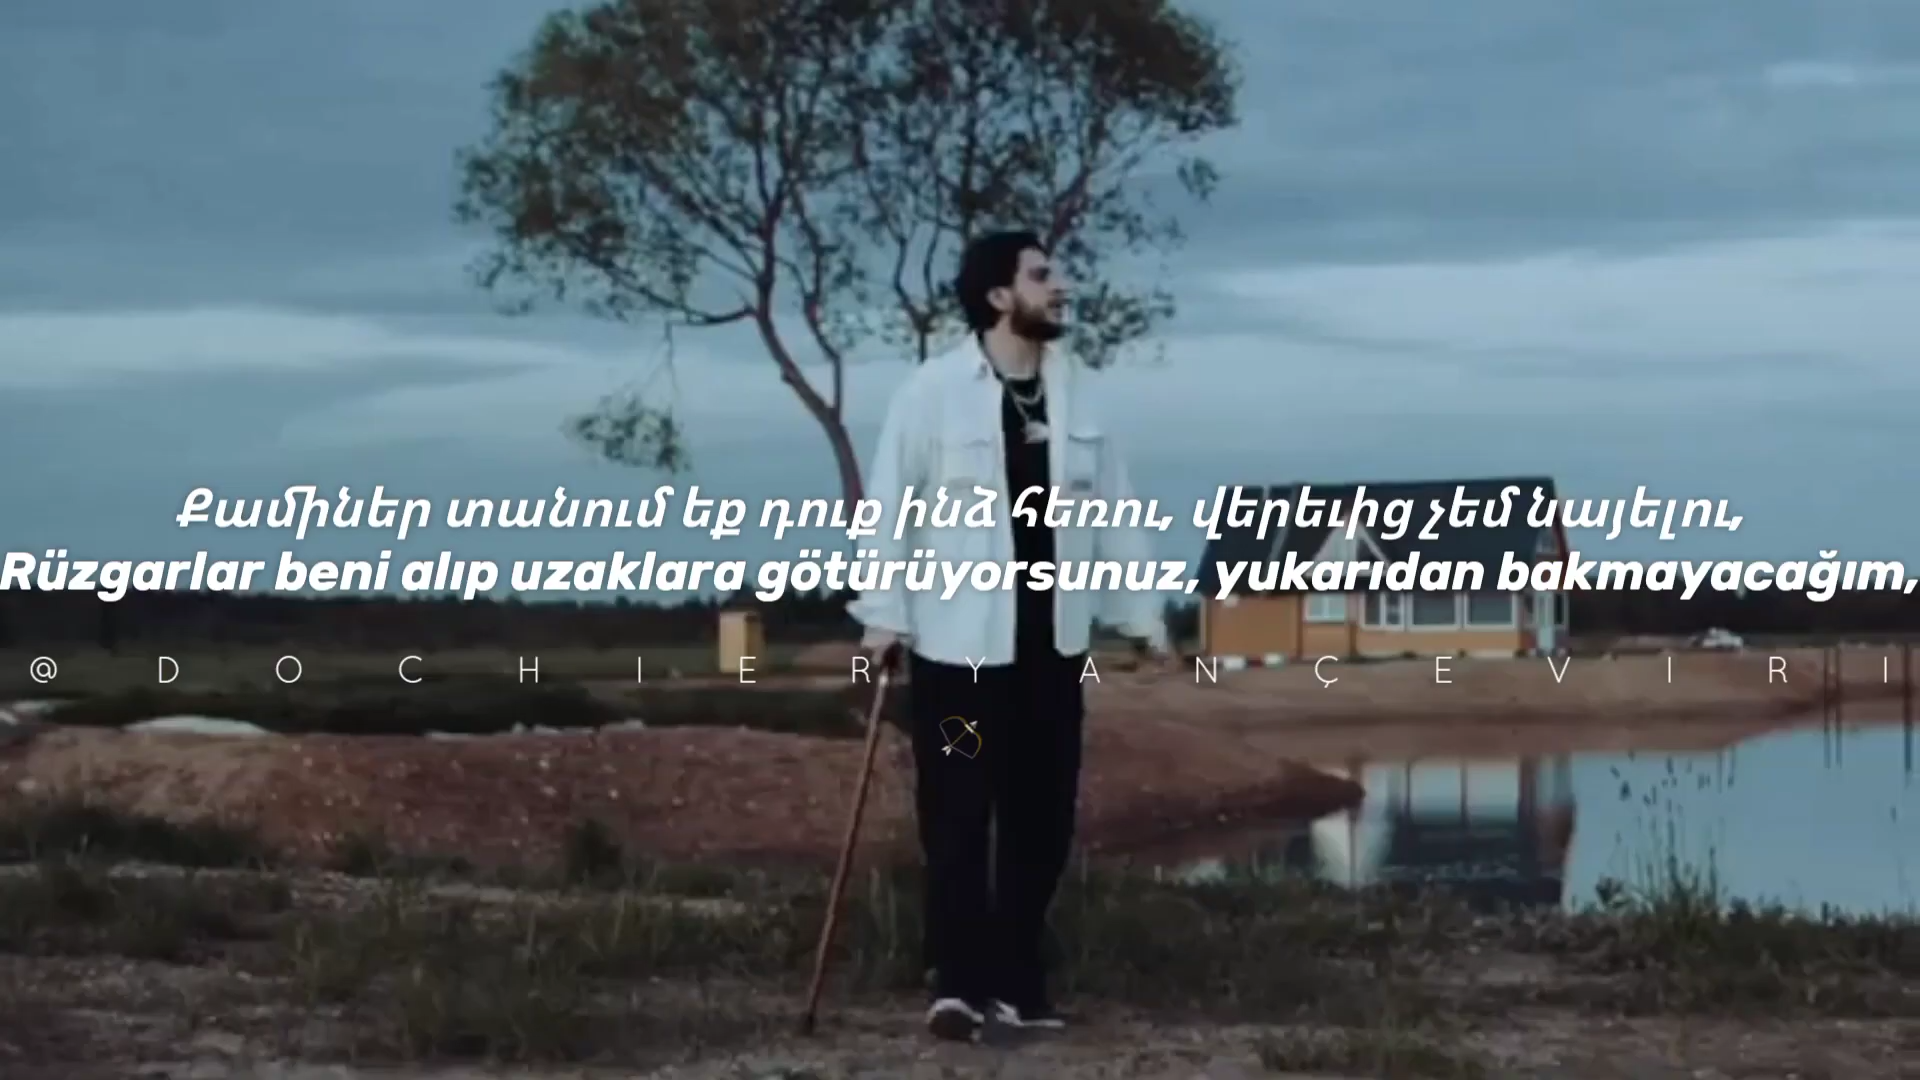 Քամիներ տանում եք դուք ինձ հեռու, վերեւից չեմ նայելու,
Rüzgarlar beni alıp uzaklara götürüyorsunuz, yukarıdan bakmayacağım,
@DOCHIERYANÇEVIRI